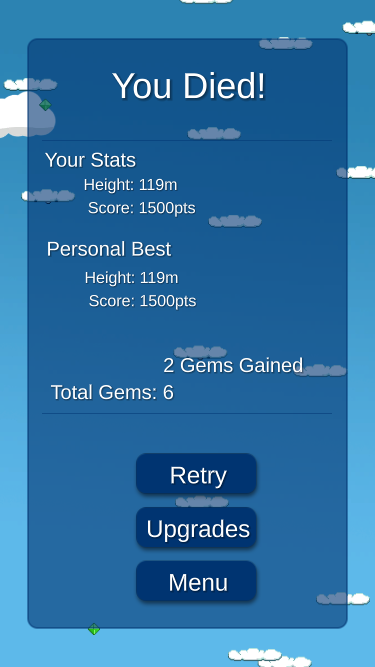 You Died!
Your Stats
Height: 119m
Score: 1500pts
Personal Best
Height: 119m
Score: 1500pts
2 Gems Gained
Total Gems: 6
Retry
Upgrades
Menu